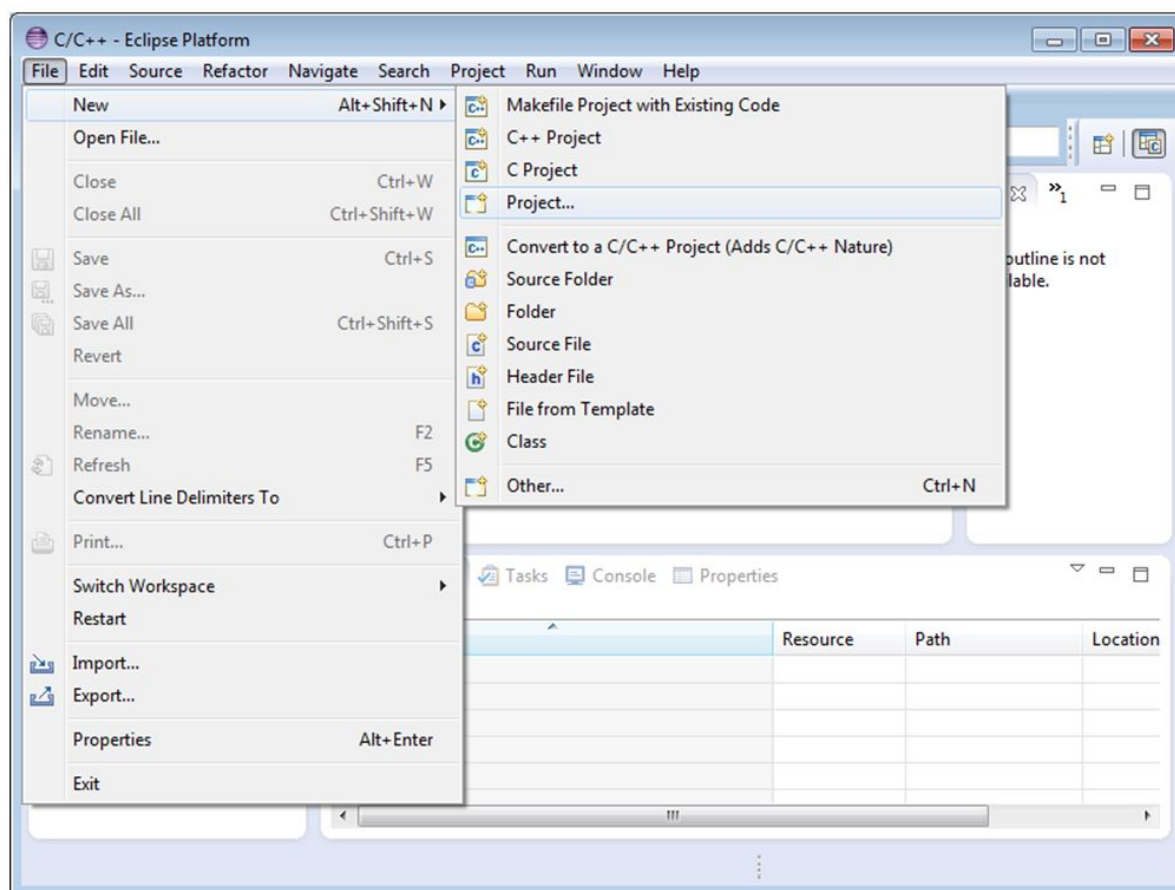 C/C++ - Eclipse Platform
File Edit Source Refactor Navigate Search Project Run Window Help
New Alt+Shift+N
Open File...
Close Ctrl+W
Close All Ctrl+Shift+W
Save Ctrl+S
Save As...
Save All Ctrl+Shift+S
Revert
Move...
Rename... F2
Refresh F5
Convert Line Delimiters To
Print... Ctrl+P
Switch Workspace
Restart
Import...
Export...
Properties Alt+Enter
Exit
Makefile Project with Existing Code
C++ Project
C Project
Project...
Convert to a C/C++ Project (Adds C/C++ Nature)
Source Folder
Folder
Source File
Header File
File from Template
Class
Other... Ctrl+N
»1
outline is not
lable.
Tasks Console Properties
Resource Path Location